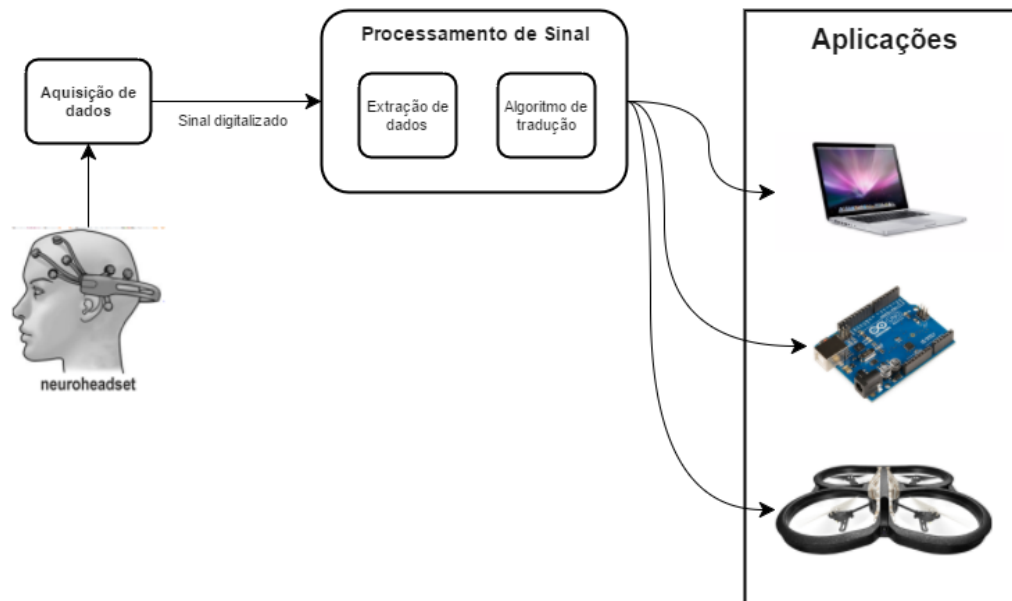 Processamento de Sinal
Aplicações
Aquisição de
dados
Sinal digitalizado
Extração de
dados
Algoritmo de
tradução
neuroheadset